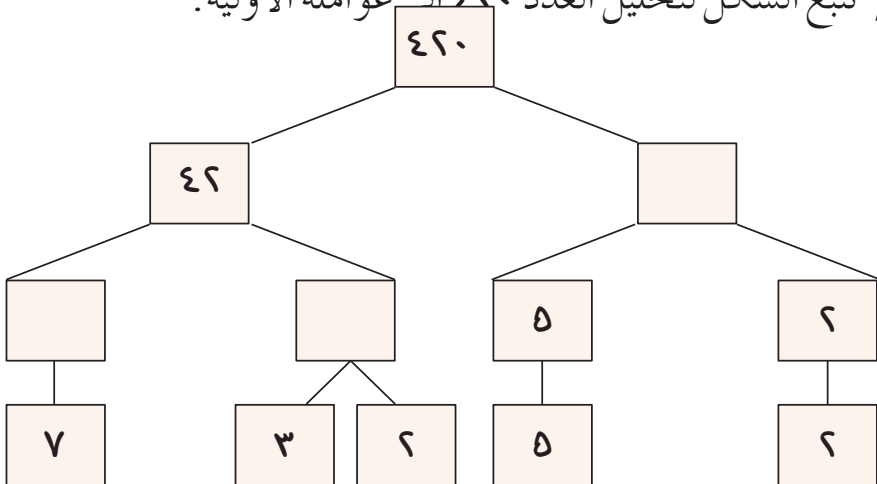 تتبع الشكل لتحليل العدد ٤٢٠ إلى عوامله الأولية.
٤٢٠
٤٢
٥ ٢
٧ ٣ ٢ ٥ ٢